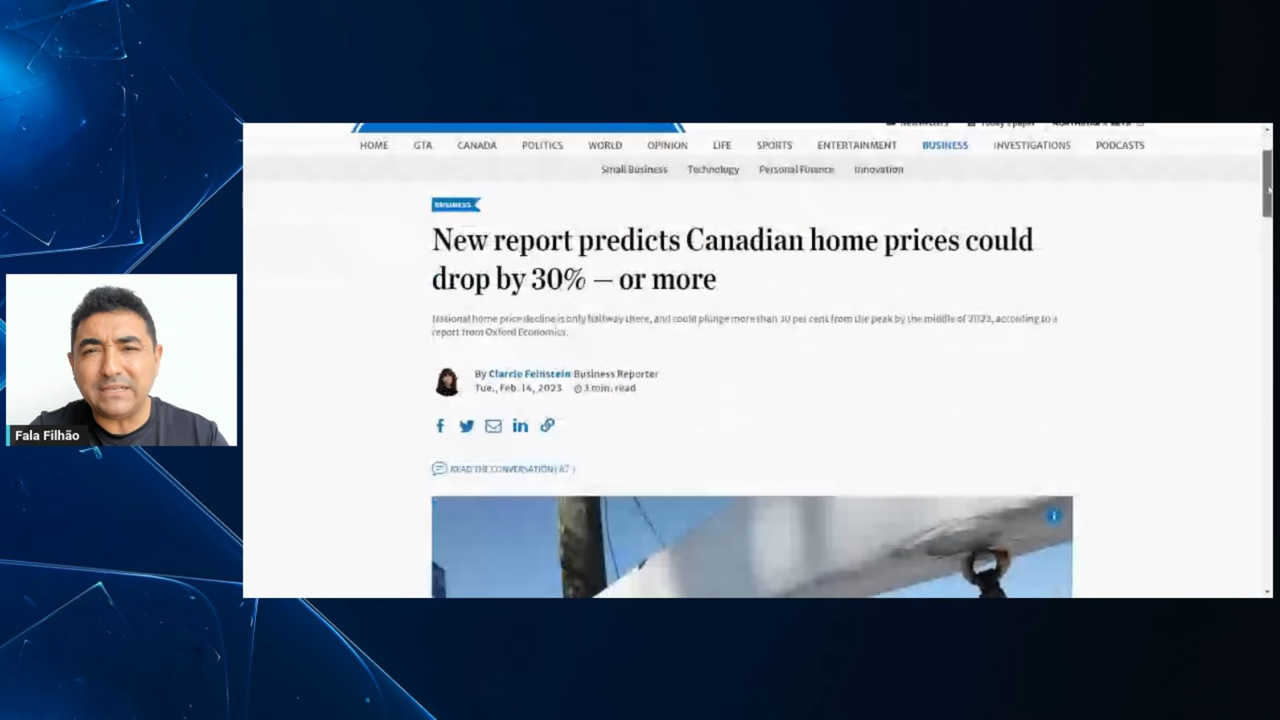 HOME GTA CANADA POLITICS WORLD OPINION LIFE SPORTS ENTERTAINMENT BUSINESS INVESTIGATIONS PODCASTS
Small Business Technology Personal Finance Innovation
BUSINESS
New report predicts Canadian home prices could
drop by 30% — or more
National home price decline is only halfway there, and could plunge more than 30 per cent from the peak by the middle of 2023, according to a
report from Oxford Economics.
By Clarrie Feinstein Business Reporter
Tue., Feb. 14, 2023 3 min. read
READ THE CONVERSATION ( 87 )
Fala Filhão